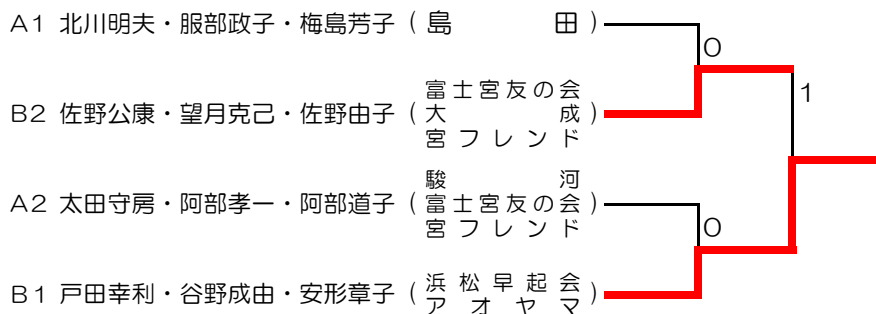 A1 北川明夫・服部政子・梅島芳子 (島田)
0
B2 佐野公康・望月克己・佐野由子 (富士宮友の会
大成
宮フレンド)
1
A2 太田守房・阿部孝一・阿部道子 (駿河
富士宮友の会
宮フレンド)
0
B1 戸田幸利・谷野成由・安形章子 (浜松早起会
アオヤマ)